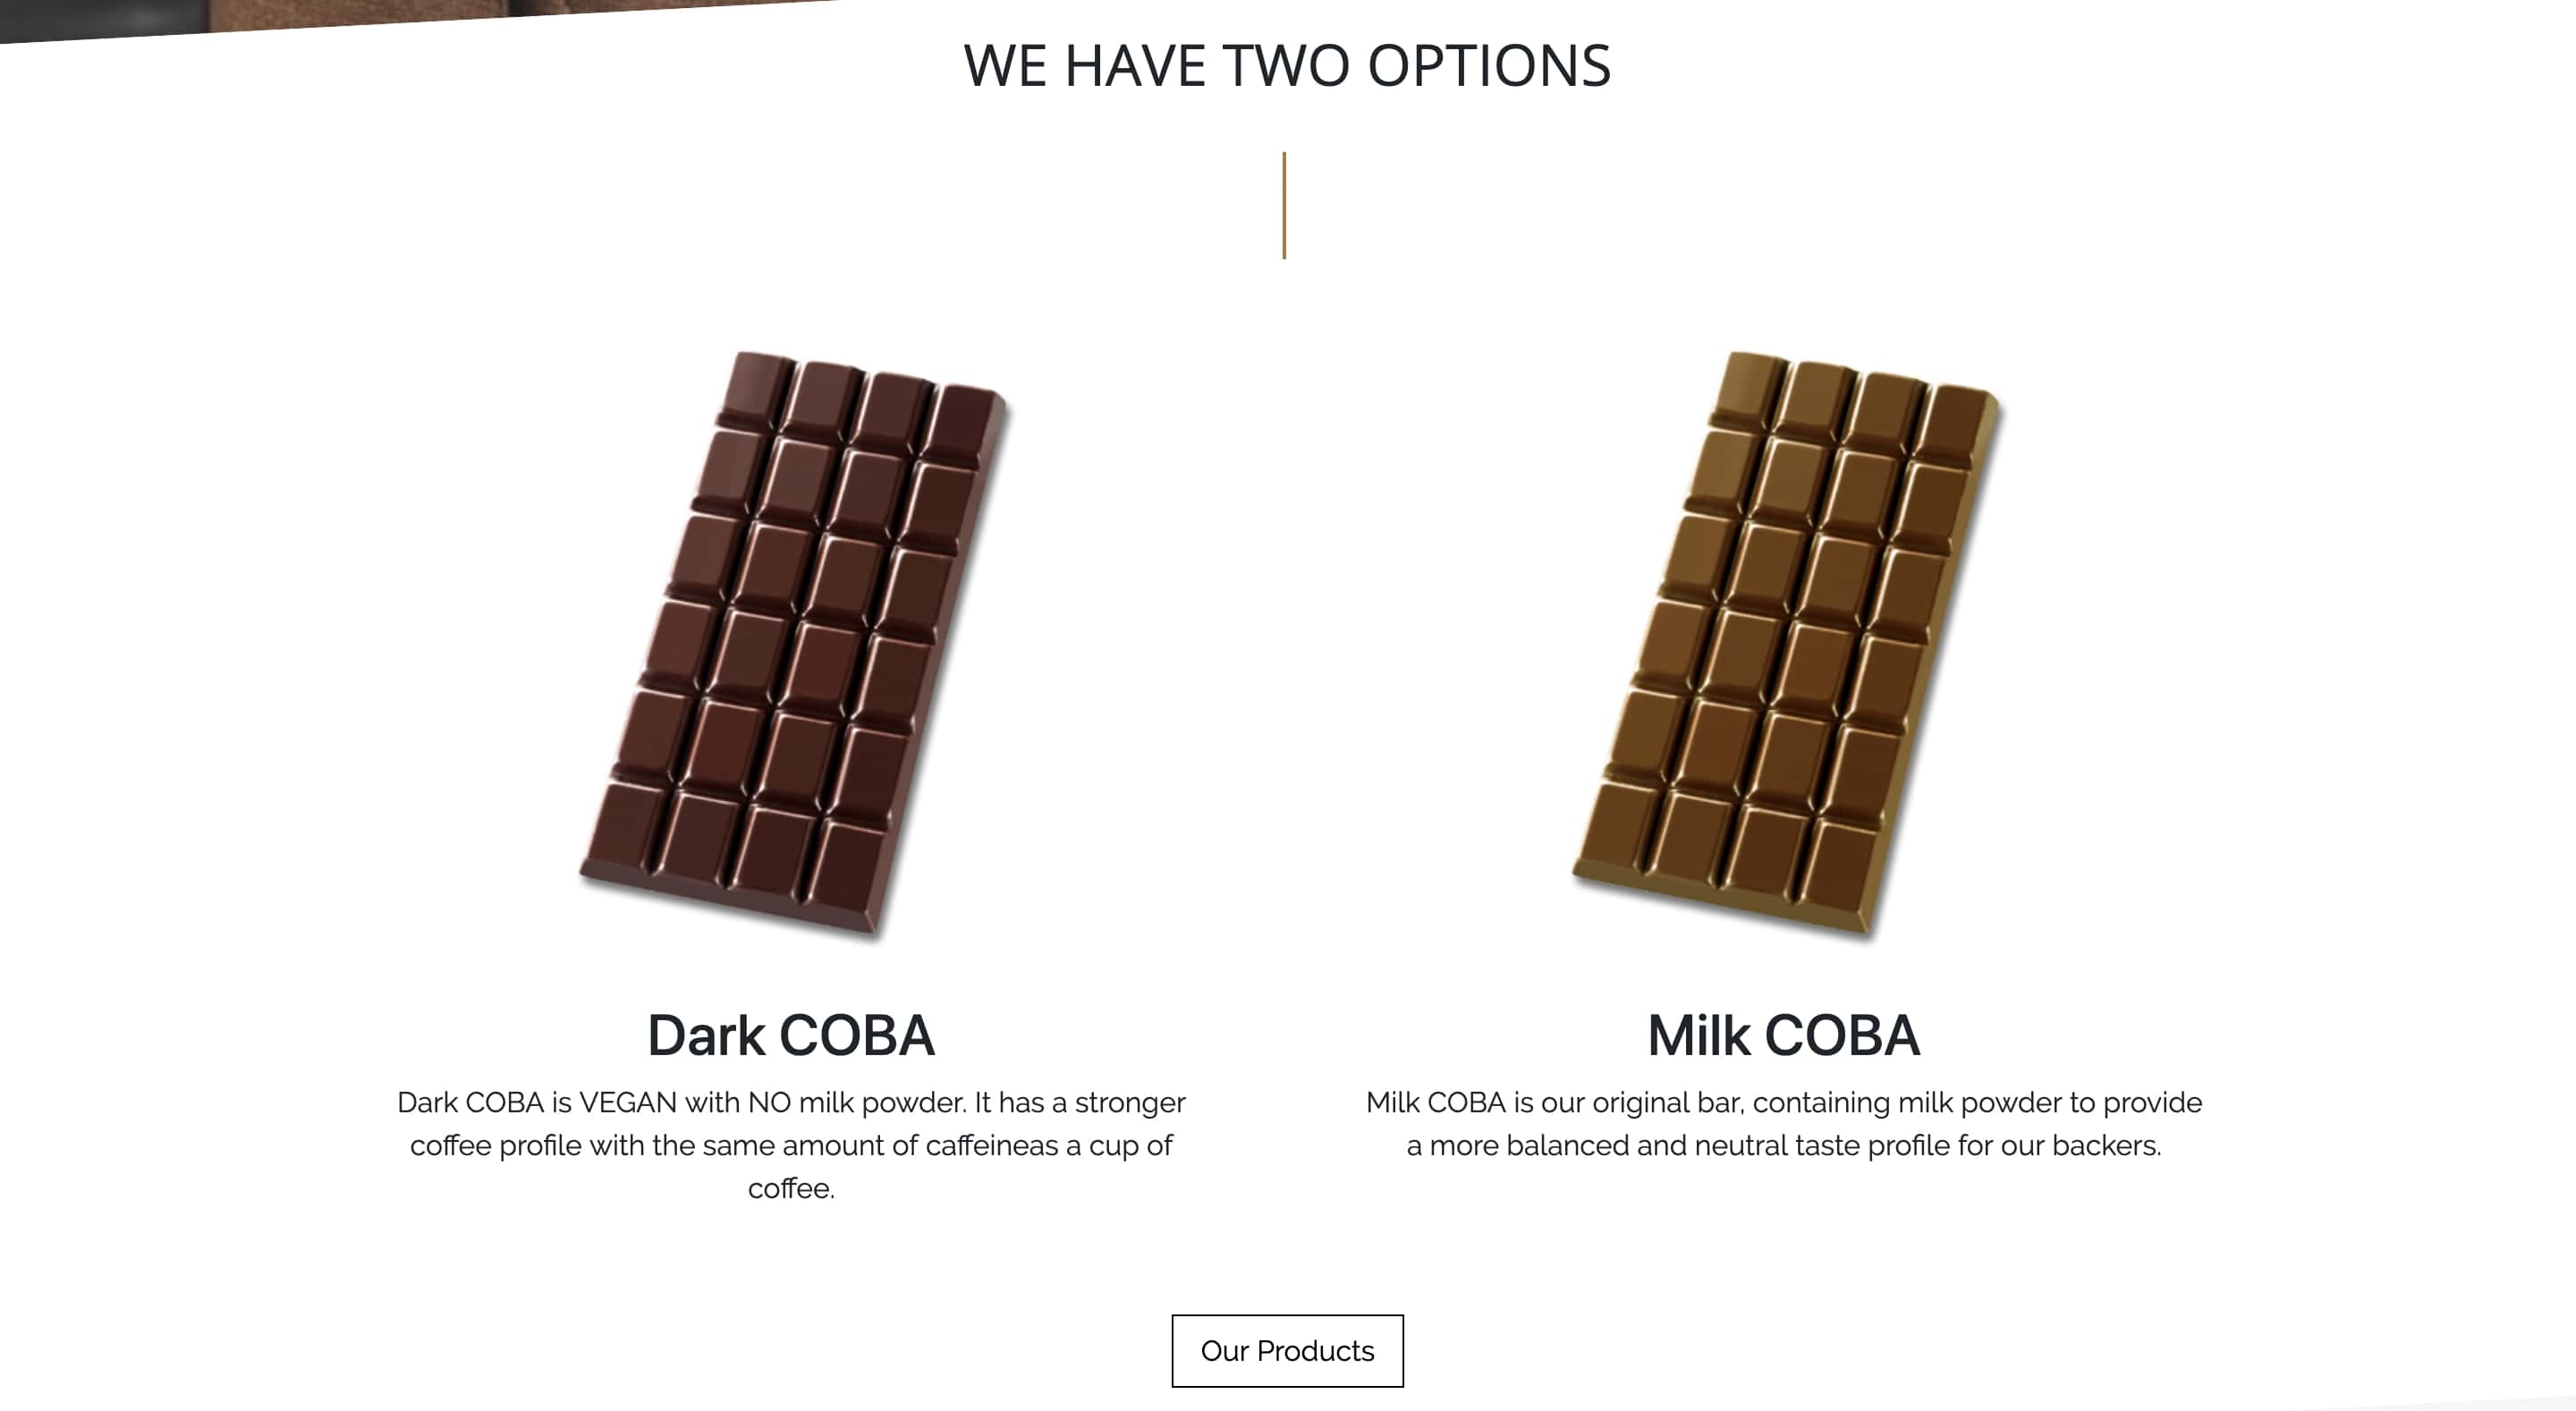 WE HAVE TWO OPTIONS
Dark COBA
Dark COBA is VEGAN with NO milk powder. It has a stronger
coffee profile with the same amount of caffeineas a cup of
coffee.
Milk COBA
Milk COBA is our original bar, containing milk powder to provide
a more balanced and neutral taste profile for our backers.
Our Products